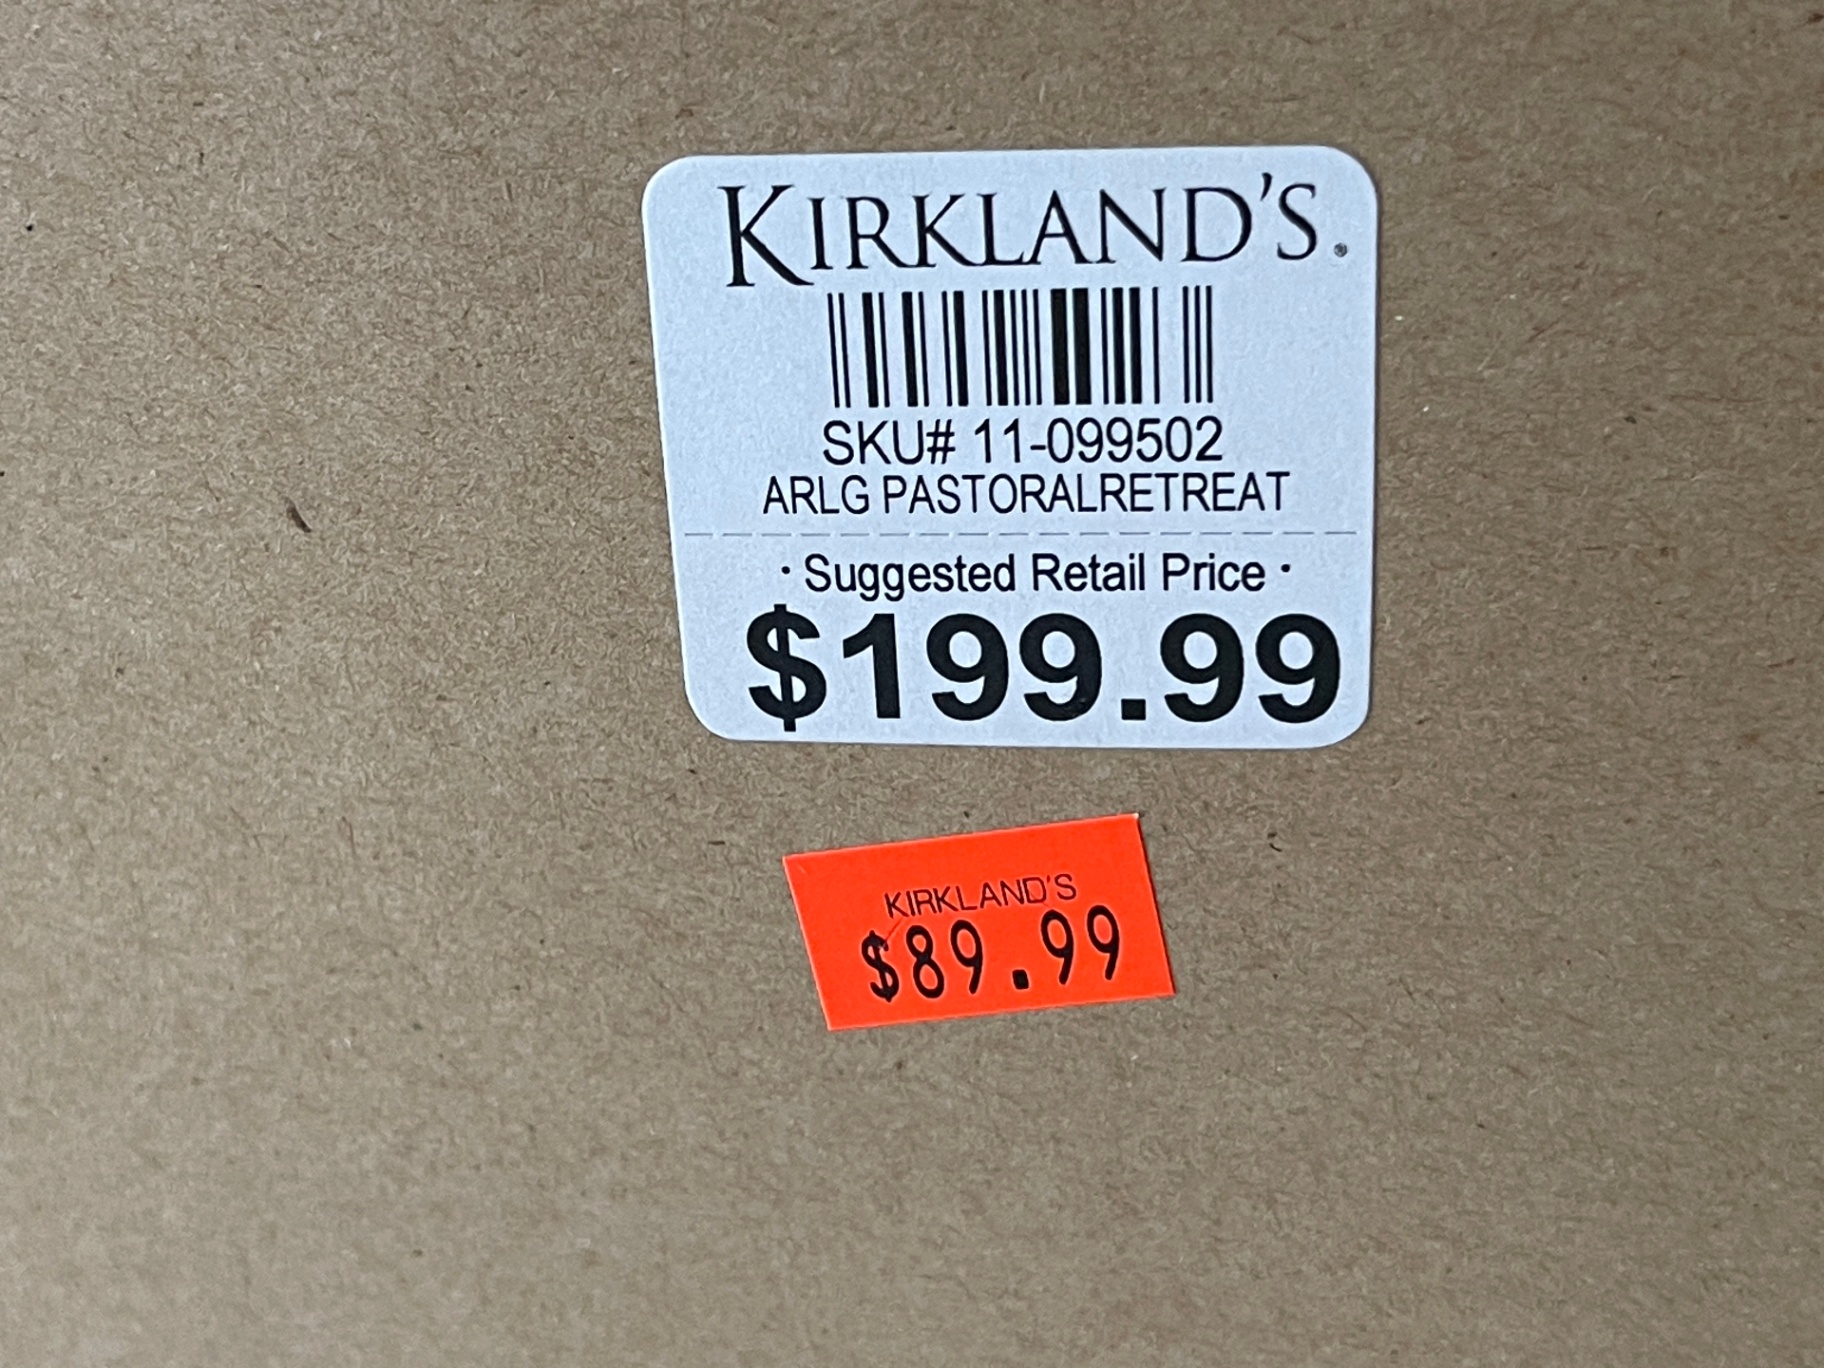 KIRKLAND'S.
SKU# 11-099502
ARLG PASTORALRETREAT
· Suggested Retail Price ·
$199.99
KIRKLAND'S
$89.99